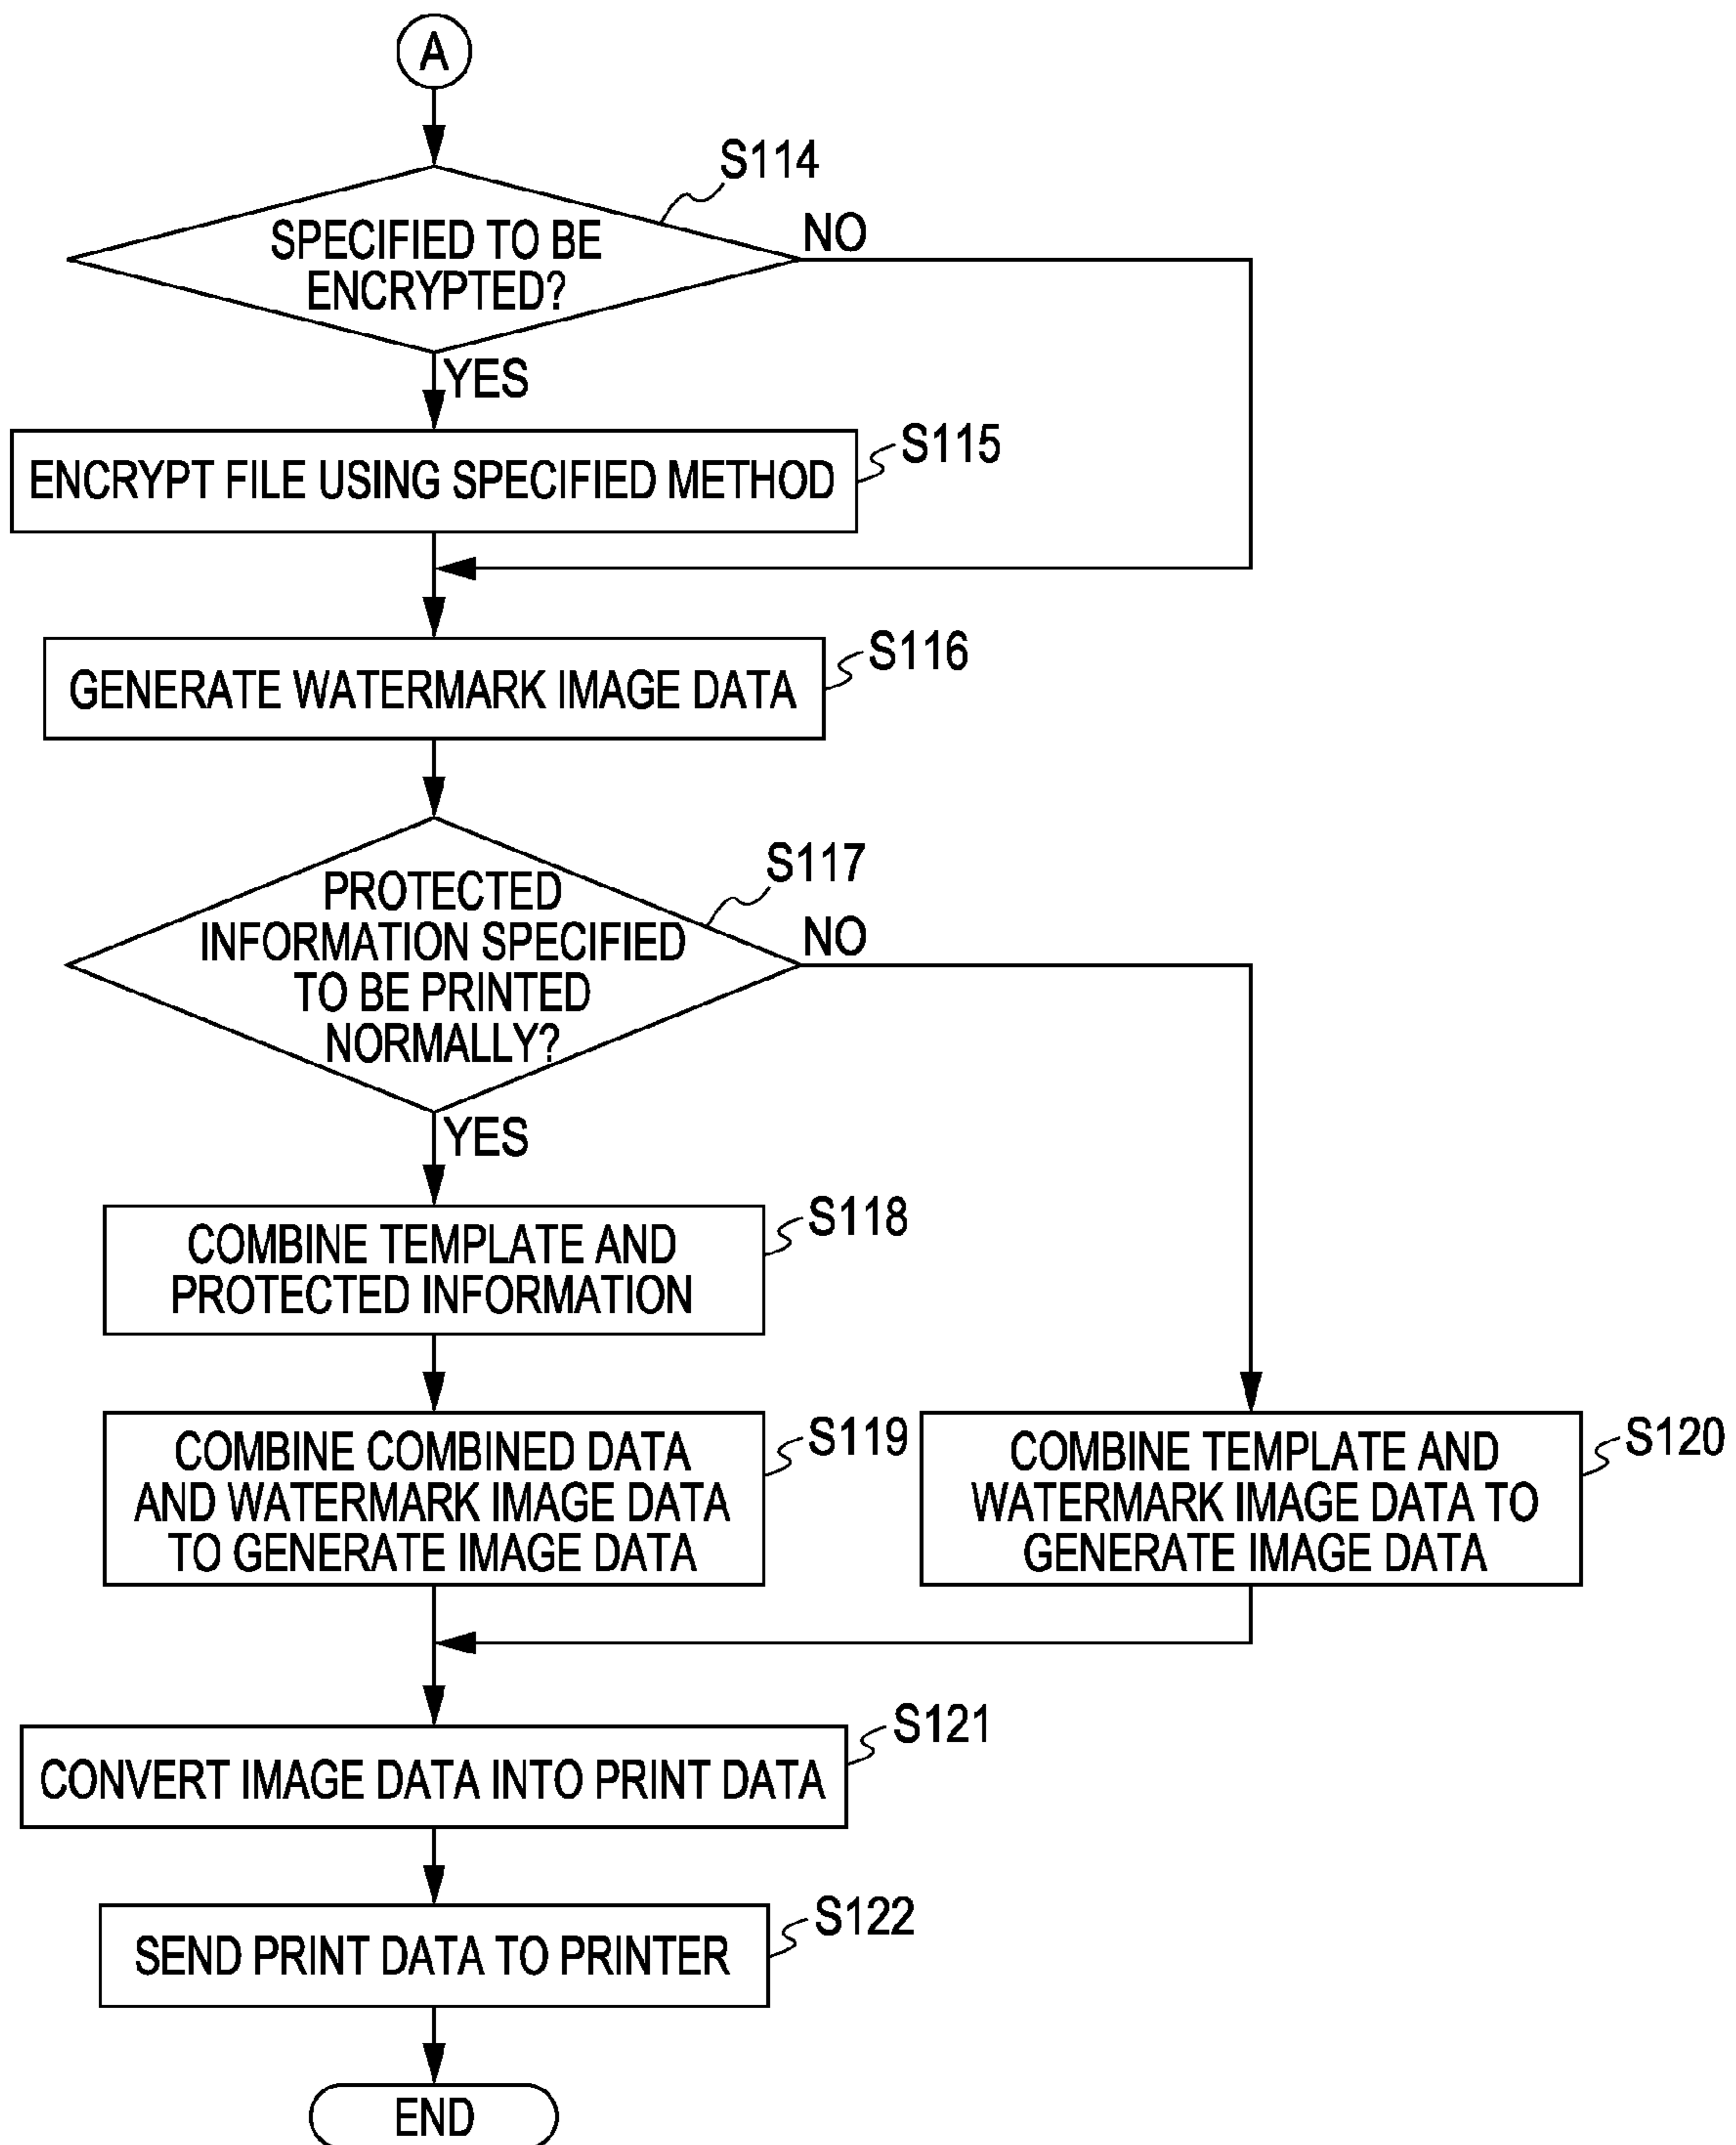 A
S114
SPECIFIED TO BE
ENCRYPTED?
NO
YES
S115
ENCRYPT FILE USING SPECIFIED METHOD
S116
GENERATE WATERMARK IMAGE DATA
S117
PROTECTED
INFORMATION SPECIFIED
TO BE PRINTED
NORMALLY?
NO
YES
S118
COMBINE TEMPLATE AND
PROTECTED INFORMATION
S119
COMBINE COMBINED DATA
AND WATERMARK IMAGE DATA
TO GENERATE IMAGE DATA
S120
COMBINE TEMPLATE AND
WATERMARK IMAGE DATA TO
GENERATE IMAGE DATA
S121
CONVERT IMAGE DATA INTO PRINT DATA
S122
SEND PRINT DATA TO PRINTER
END